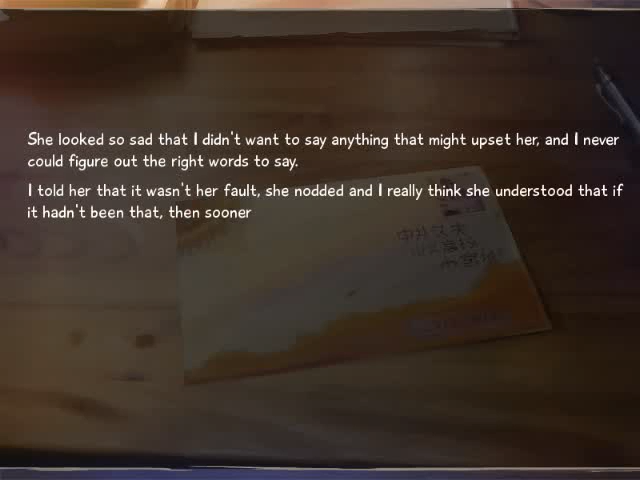 She looked so sad that I didn't want to say anything that might upset her, and I never
could figure out the right words to say.
I told her that it wasn't her fault, she nodded and I really think she understood that if
it hadn't been that, then sooner